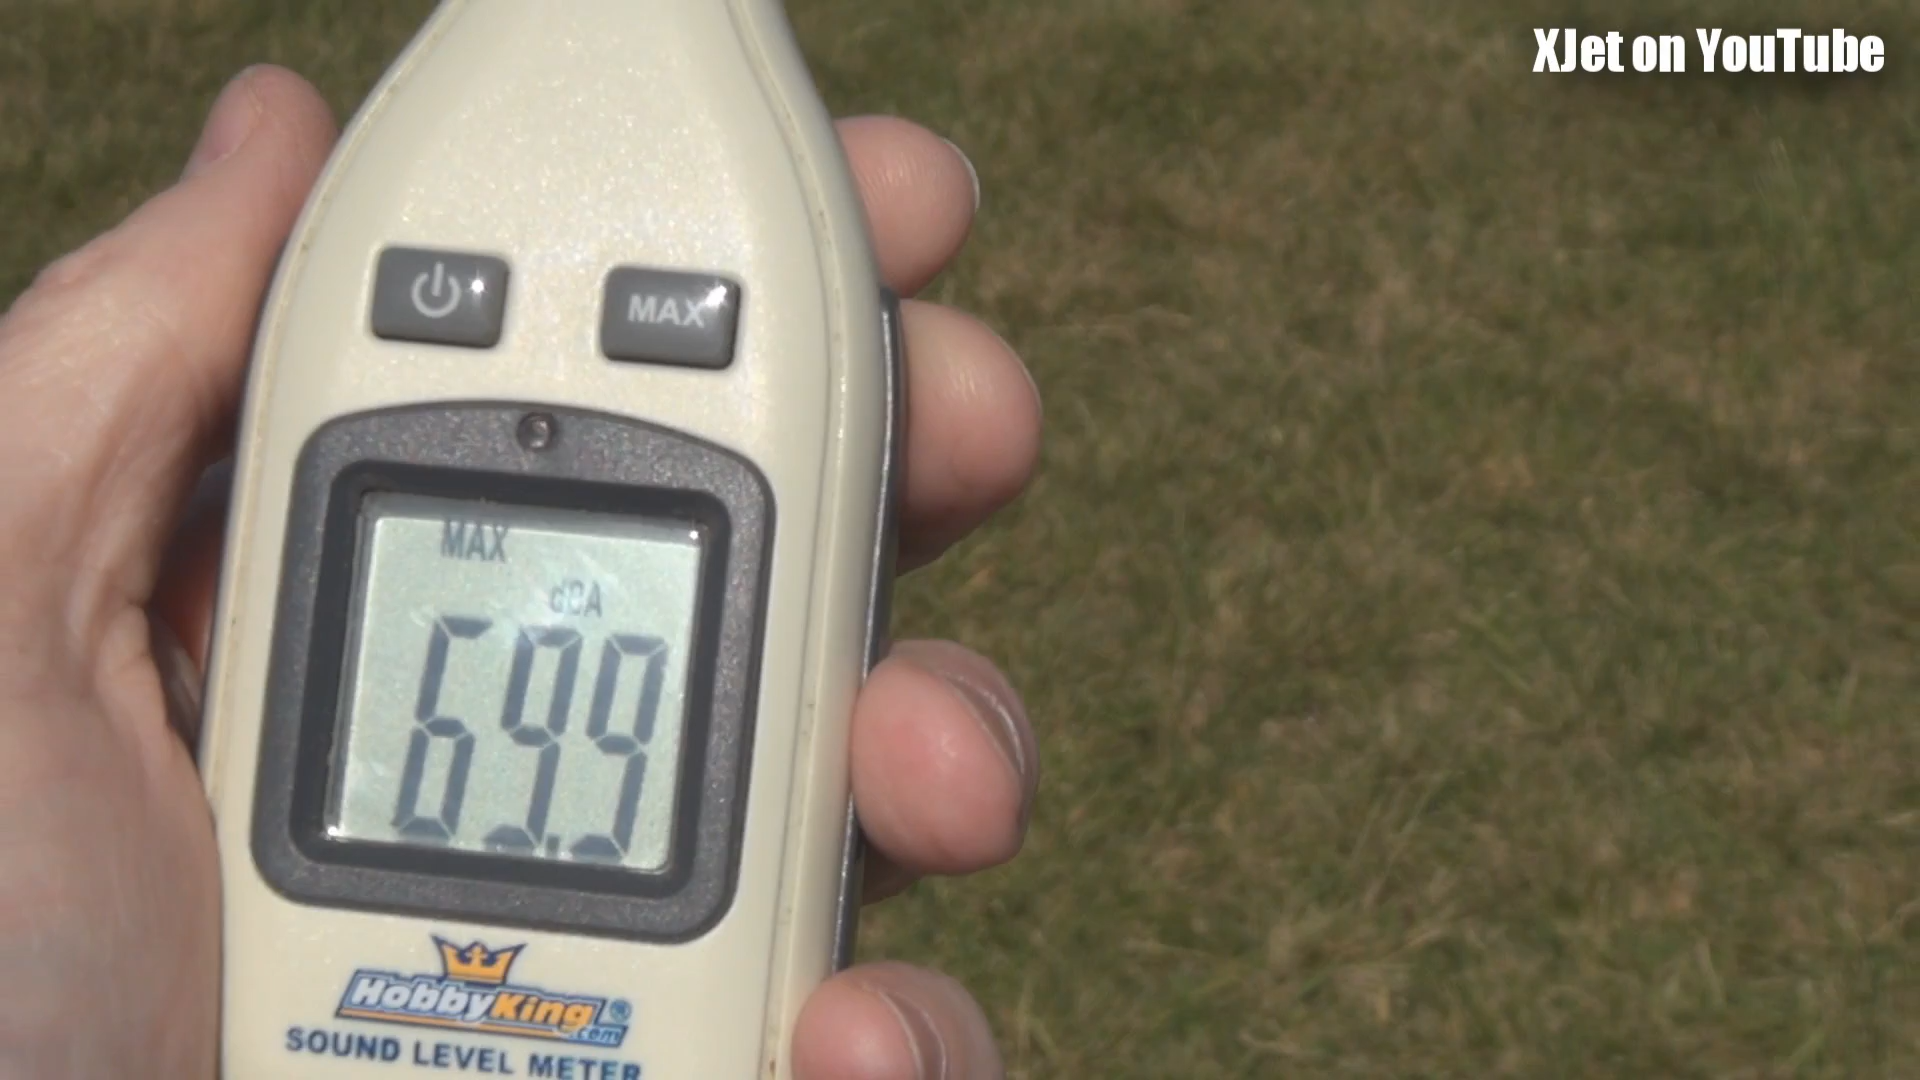 XJet on YouTube
MAX
MAX
dBA
69.9
HobbyKing®
.com
SOUND LEVEL METER